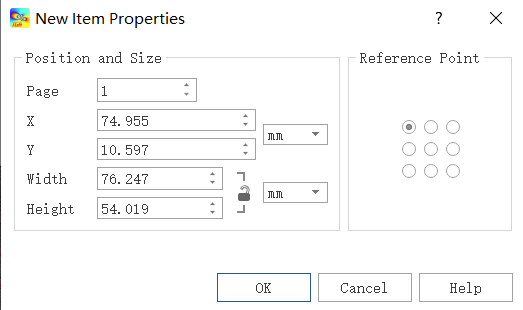 New Item Properties
Position and Size
Page 1
X 74.955
mm
Y 10.597
Width 76.247
mm
Height 54.019
Reference Point
OK Cancel Help